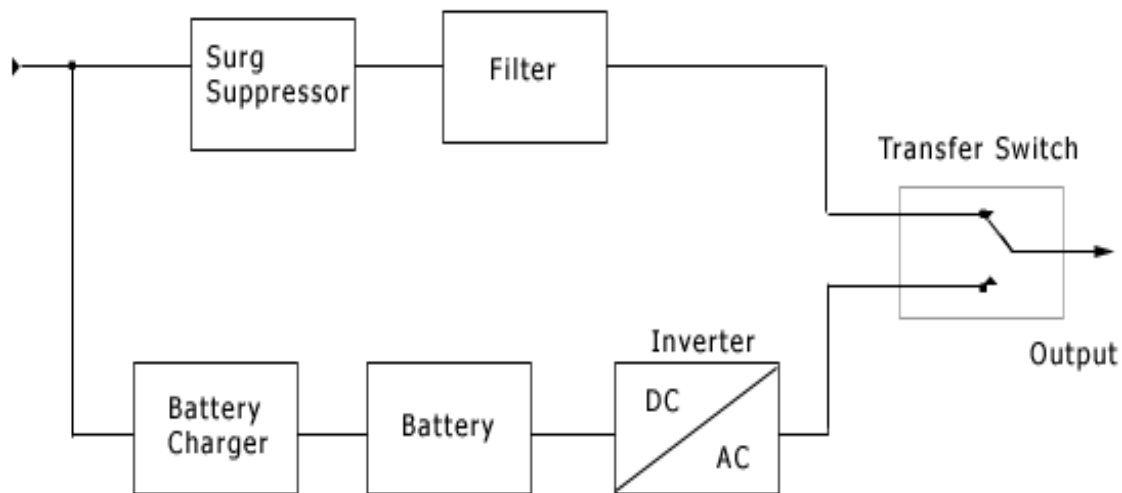 Surg
Suppressor
Filter
Transfer Switch
Output
Inverter
DC
AC
Battery
Charger
Battery